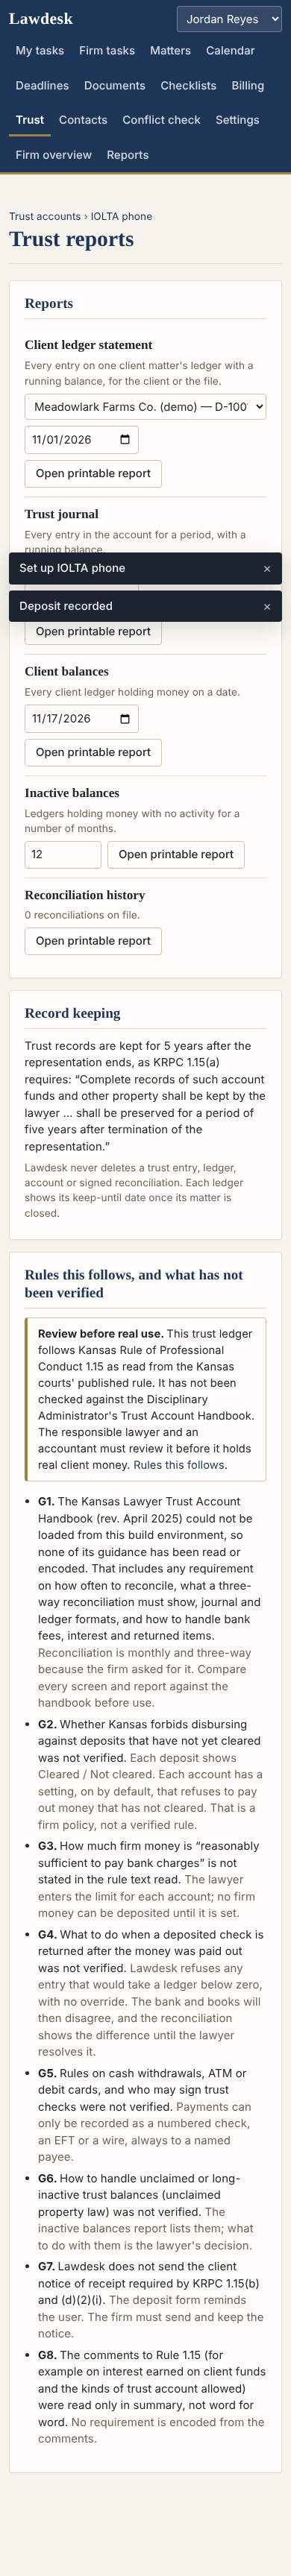 Lawdesk
Jordan Reyes
My tasks Firm tasks Matters Calendar
Deadlines Documents Checklists Billing
Trust Contacts Conflict check Settings
Firm overview Reports
Trust accounts › IOLTA phone
Trust reports
Reports
Client ledger statement
Every entry on one client matter's ledger with a
running balance, for the client or the file.
Meadowlark Farms Co. (demo) — D-100
11/01/2026
Open printable report
Trust journal
Every entry in the account for a period, with a
running balance.
Set up IOLTA phone ×
Deposit recorded ×
Open printable report
Client balances
Every client ledger holding money on a date.
11/17/2026
Open printable report
Inactive balances
Ledgers holding money with no activity for a
number of months.
12 Open printable report
Reconciliation history
0 reconciliations on file.
Open printable report
Record keeping
Trust records are kept for 5 years after the
representation ends, as KRPC 1.15(a)
requires: “Complete records of such account
funds and other property shall be kept by the
lawyer … shall be preserved for a period of
five years after termination of the
representation.”
Lawdesk never deletes a trust entry, ledger,
account or signed reconciliation. Each ledger
shows its keep-until date once its matter is
closed.
Rules this follows, and what has not
been verified
Review before real use. This trust ledger
follows Kansas Rule of Professional
Conduct 1.15 as read from the Kansas
courts' published rule. It has not been
checked against the Disciplinary
Administrator's Trust Account Handbook.
The responsible lawyer and an
accountant must review it before it holds
real client money. Rules this follows.
• G1. The Kansas Lawyer Trust Account
Handbook (rev. April 2025) could not be
loaded from this build environment, so
none of its guidance has been read or
encoded. That includes any requirement
on how often to reconcile, what a three-
way reconciliation must show, journal and
ledger formats, and how to handle bank
fees, interest and returned items.
Reconciliation is monthly and three-way
because the firm asked for it. Compare
every screen and report against the
handbook before use.
• G2. Whether Kansas forbids disbursing
against deposits that have not yet cleared
was not verified. Each deposit shows
Cleared / Not cleared. Each account has a
setting, on by default, that refuses to pay
out money that has not cleared. That is a
firm policy, not a verified rule.
• G3. How much firm money is “reasonably
sufficient to pay bank charges” is not
stated in the rule text read. The lawyer
enters the limit for each account; no firm
money can be deposited until it is set.
• G4. What to do when a deposited check is
returned after the money was paid out
was not verified. Lawdesk refuses any
entry that would take a ledger below zero,
with no override. The bank and books will
then disagree, and the reconciliation
shows the difference until the lawyer
resolves it.
• G5. Rules on cash withdrawals, ATM or
debit cards, and who may sign trust
checks were not verified. Payments can
only be recorded as a numbered check,
an EFT or a wire, always to a named
payee.
• G6. How to handle unclaimed or long-
inactive trust balances (unclaimed
property law) was not verified. The
inactive balances report lists them; what
to do with them is the lawyer's decision.
• G7. Lawdesk does not send the client
notice of receipt required by KRPC 1.15(b)
and (d)(2)(i). The deposit form reminds
the user. The firm must send and keep the
notice.
• G8. The comments to Rule 1.15 (for
example on interest earned on client funds
and the kinds of trust account allowed)
were read only in summary, not word for
word. No requirement is encoded from the
comments.